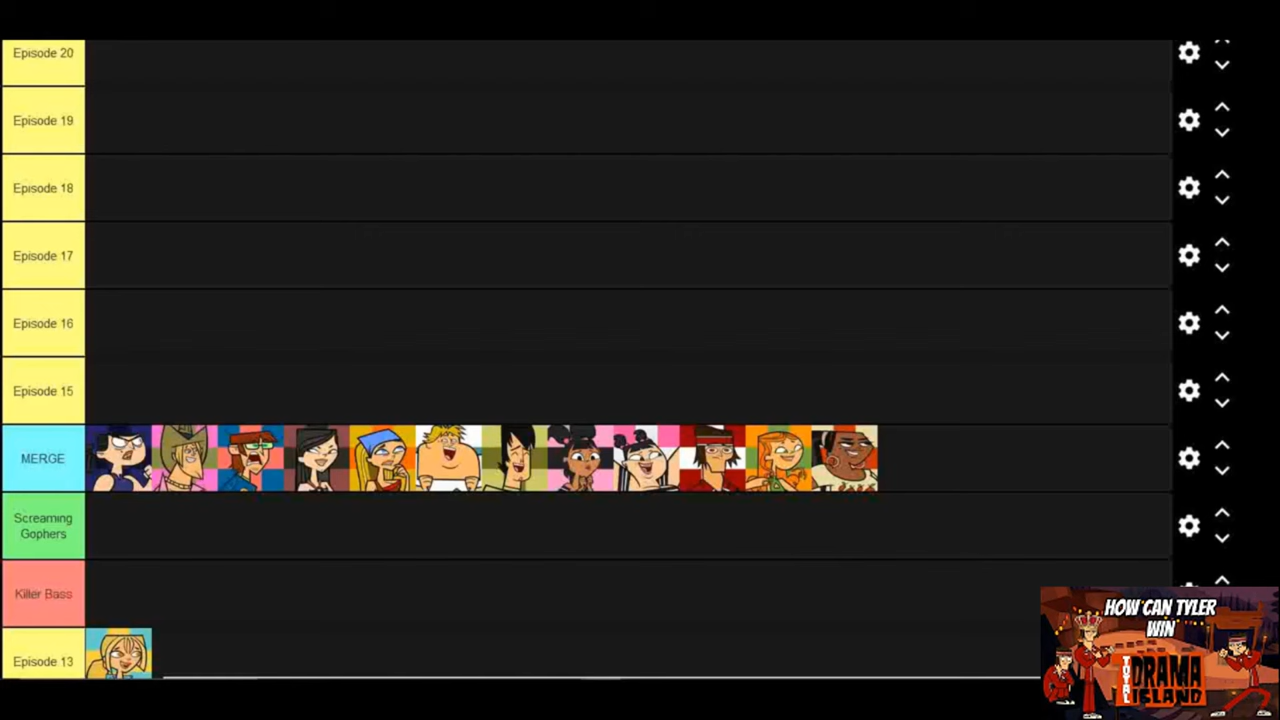 Episode 20
Episode 19
Episode 18
Episode 17
Episode 16
Episode 15
MERGE
Screaming
Gophers
Killer Bass
Episode 13
HOW CAN TYLER
WIN
TOTAL
DRAMA
ISLAND